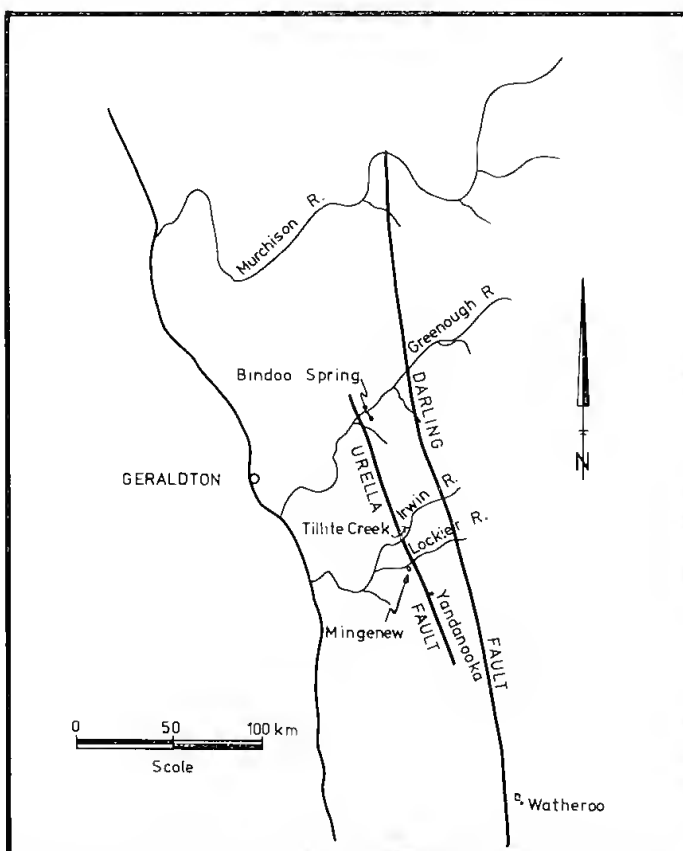 Murchison R.
Greenough R
Bindoo Spring
DARLING
GERALDTON
URELLA
Irwin R.
Tillite Creek
Lockier R.
N
Mingenew
FAULT
Yandanooka
FAULT
0 50 100 km
Scale
Watheroo